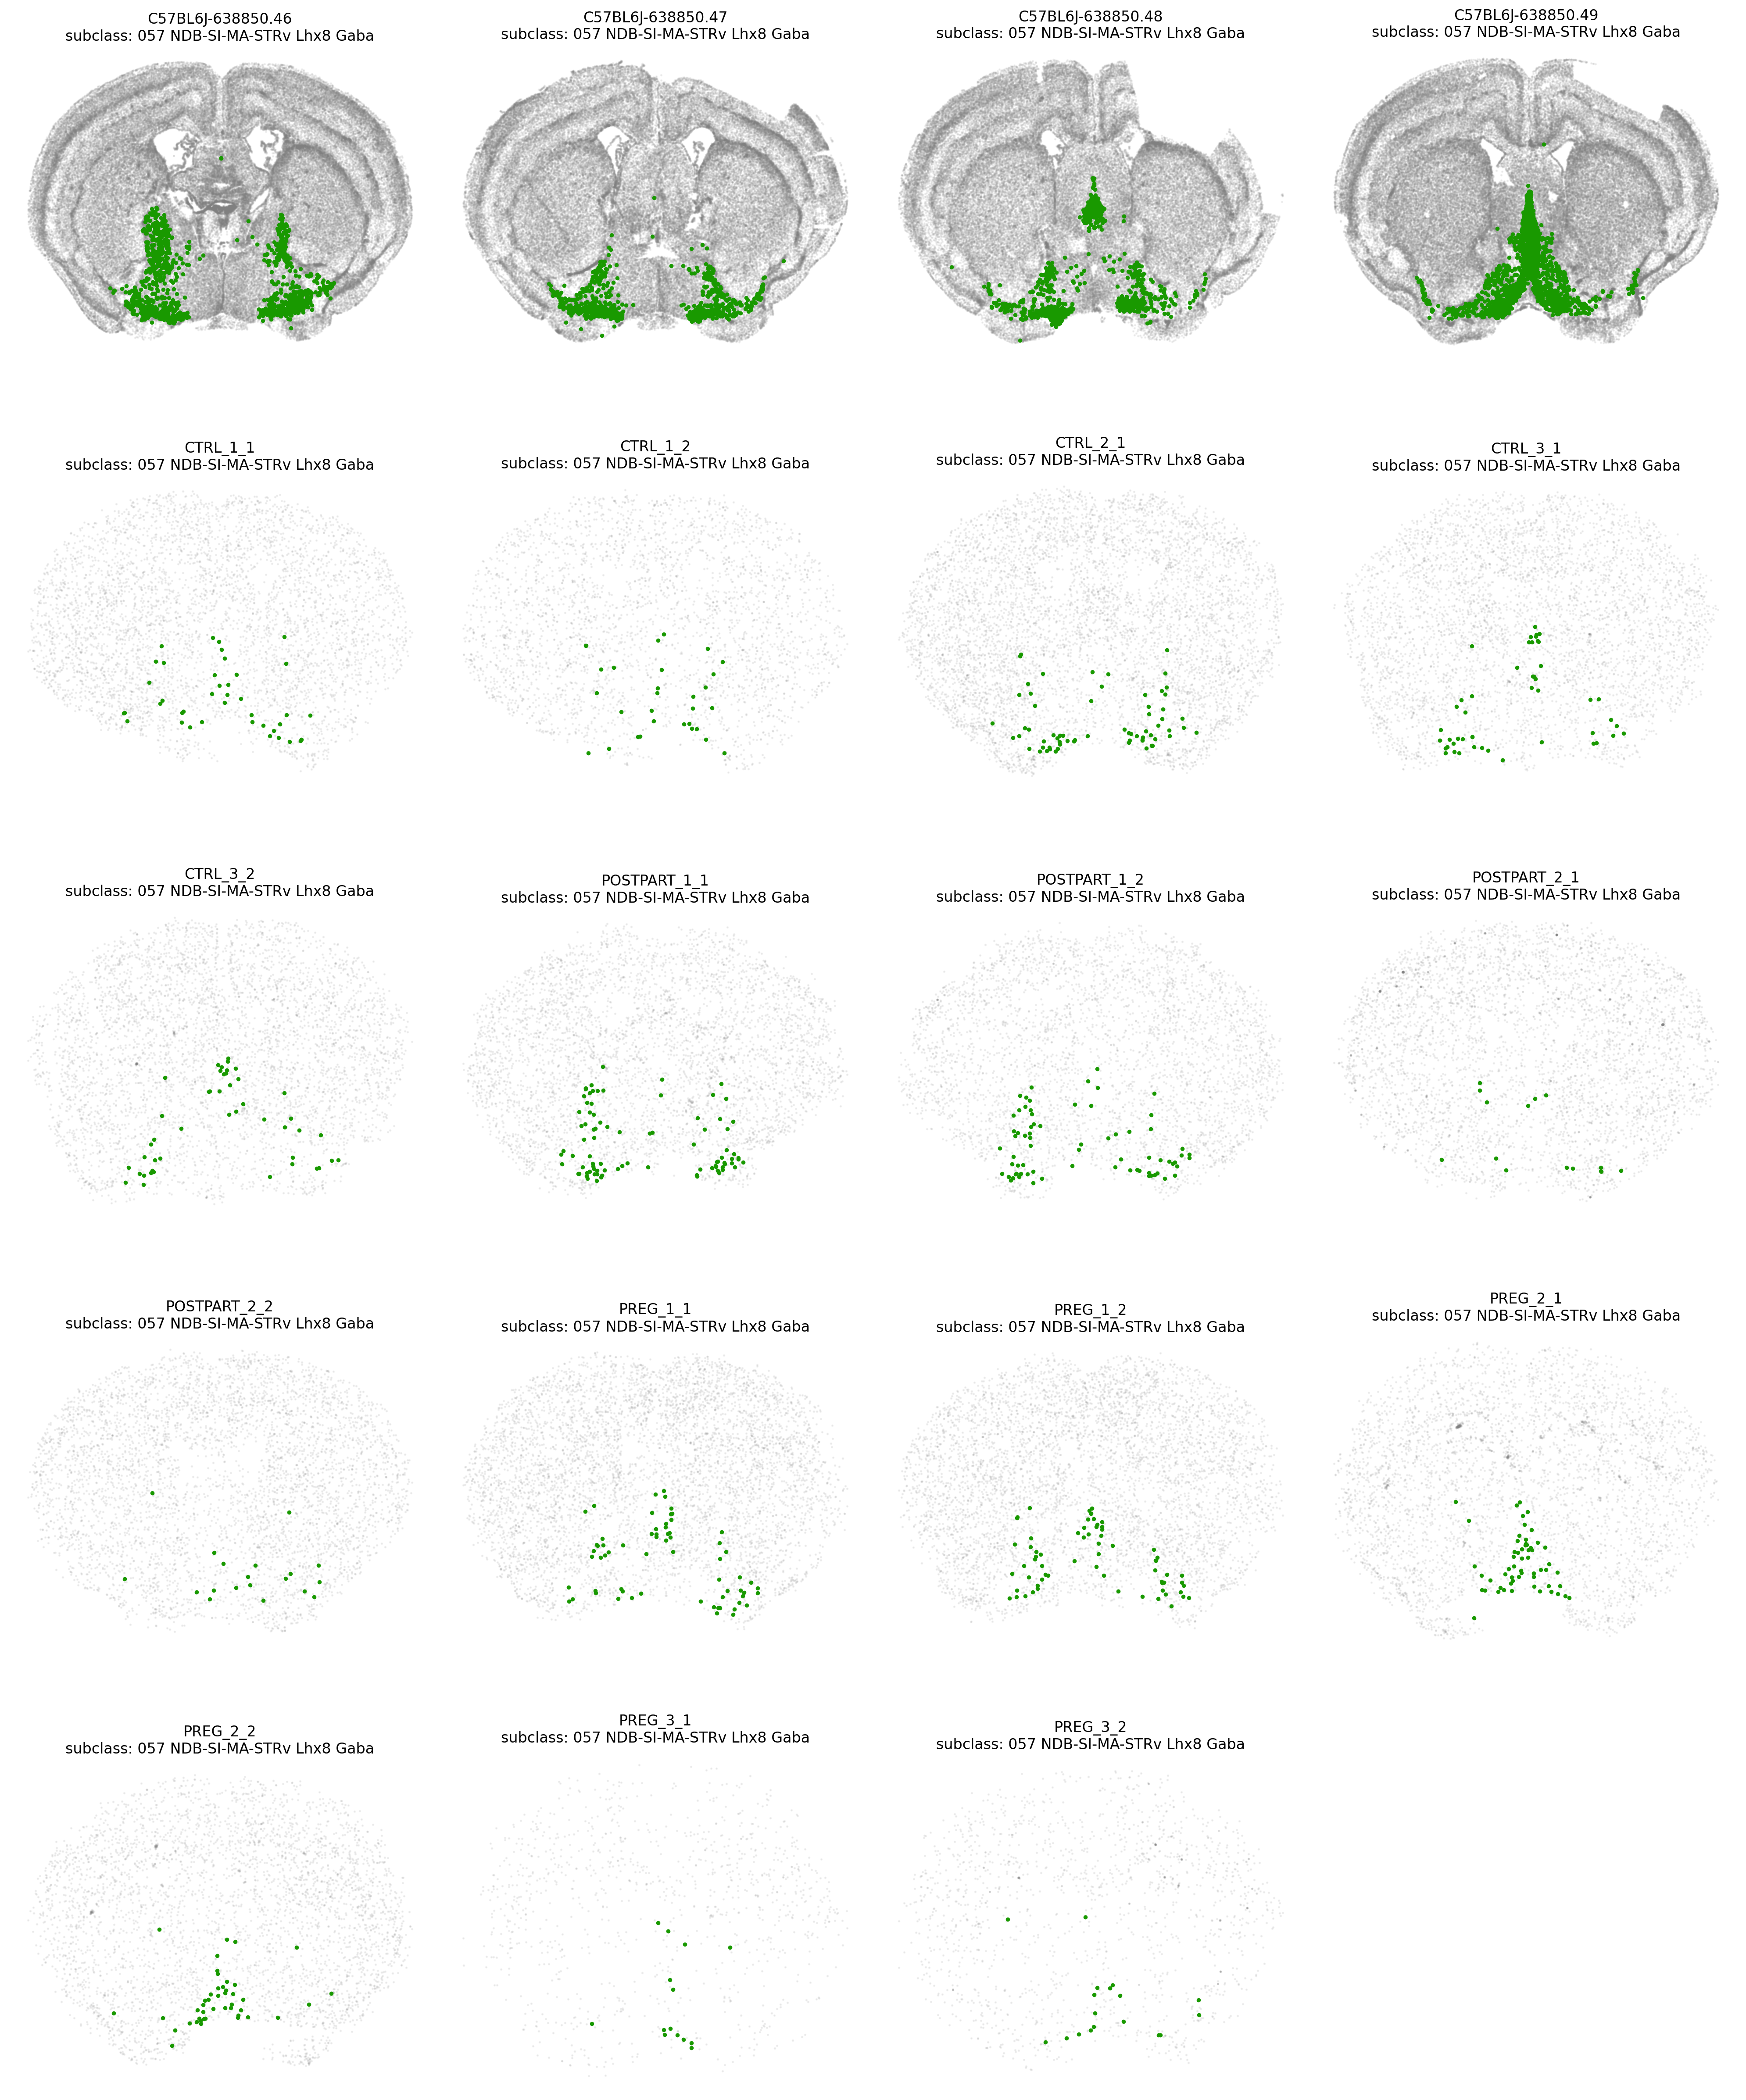 C57BL6J-638850.46
subclass: 057 NDB-SI-MA-STRv Lhx8 Gaba
C57BL6J-638850.47
subclass: 057 NDB-SI-MA-STRv Lhx8 Gaba
C57BL6J-638850.48
subclass: 057 NDB-SI-MA-STRv Lhx8 Gaba
C57BL6J-638850.49
subclass: 057 NDB-SI-MA-STRv Lhx8 Gaba
CTRL_1_1
subclass: 057 NDB-SI-MA-STRv Lhx8 Gaba
CTRL_1_2
subclass: 057 NDB-SI-MA-STRv Lhx8 Gaba
CTRL_2_1
subclass: 057 NDB-SI-MA-STRv Lhx8 Gaba
CTRL_3_1
subclass: 057 NDB-SI-MA-STRv Lhx8 Gaba
CTRL_3_2
subclass: 057 NDB-SI-MA-STRv Lhx8 Gaba
POSTPART_1_1
subclass: 057 NDB-SI-MA-STRv Lhx8 Gaba
POSTPART_1_2
subclass: 057 NDB-SI-MA-STRv Lhx8 Gaba
POSTPART_2_1
subclass: 057 NDB-SI-MA-STRv Lhx8 Gaba
POSTPART_2_2
subclass: 057 NDB-SI-MA-STRv Lhx8 Gaba
PREG_1_1
subclass: 057 NDB-SI-MA-STRv Lhx8 Gaba
PREG_1_2
subclass: 057 NDB-SI-MA-STRv Lhx8 Gaba
PREG_2_1
subclass: 057 NDB-SI-MA-STRv Lhx8 Gaba
PREG_2_2
subclass: 057 NDB-SI-MA-STRv Lhx8 Gaba
PREG_3_1
subclass: 057 NDB-SI-MA-STRv Lhx8 Gaba
PREG_3_2
subclass: 057 NDB-SI-MA-STRv Lhx8 Gaba